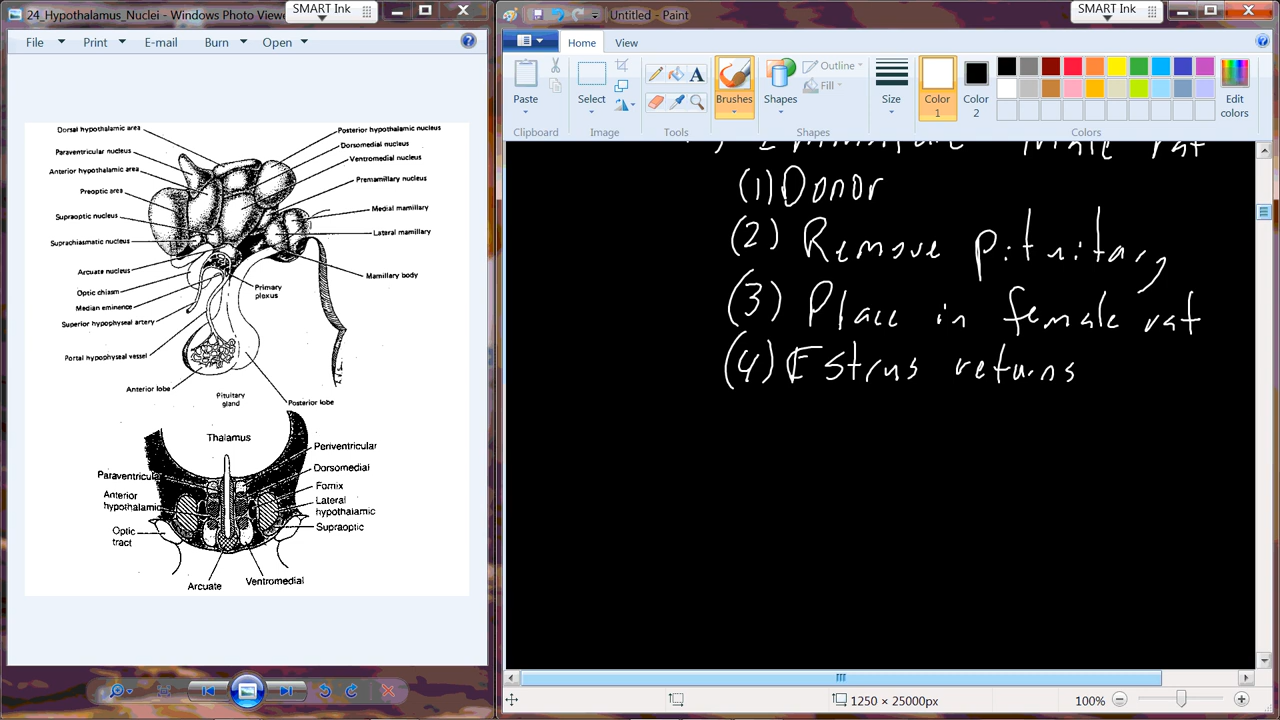 24_Hypothalamus_Nuclei - Windows Photo Viewer
SMART Ink
File
Print
E-mail
Burn
Open
Dorsal hypothalamic area
Posterior hypothalamic nucleus
Paraventricular nucleus
Dorsomedial nucleus
Anterior hypothalamic area
Ventromedial nucleus
Preoptic area
Premamillary nucleus
Supraoptic nucleus
Medial mamillary
Suprachiasmatic nucleus
Lateral mamillary
Arcuate nucleus
Mamillary body
Optic chiasm
Primary
plexus
Median eminence
Superior hypophyseal artery
Portal hypophyseal vessel
Anterior lobe
Pituitary
gland
Posterior lobe
Thalamus
Periventricular
Paraventricular
Dorsomedial
Anterior
hypothalamic
Fornix
Lateral
hypothalamic
Optic
tract
Supraoptic
Arcuate
Ventromedial
Untitled - Paint
SMART Ink
Home
View
Paste
Select
Brushes
Shapes
Outline
Fill
Size
Color
1
Color
2
Edit
colors
Clipboard
Image
Tools
Shapes
Colors
male rat
(1) Donor
(2) Remove pituitary
(3) Place in female rat
(4) Estrus returns
1250 × 25000px
100%